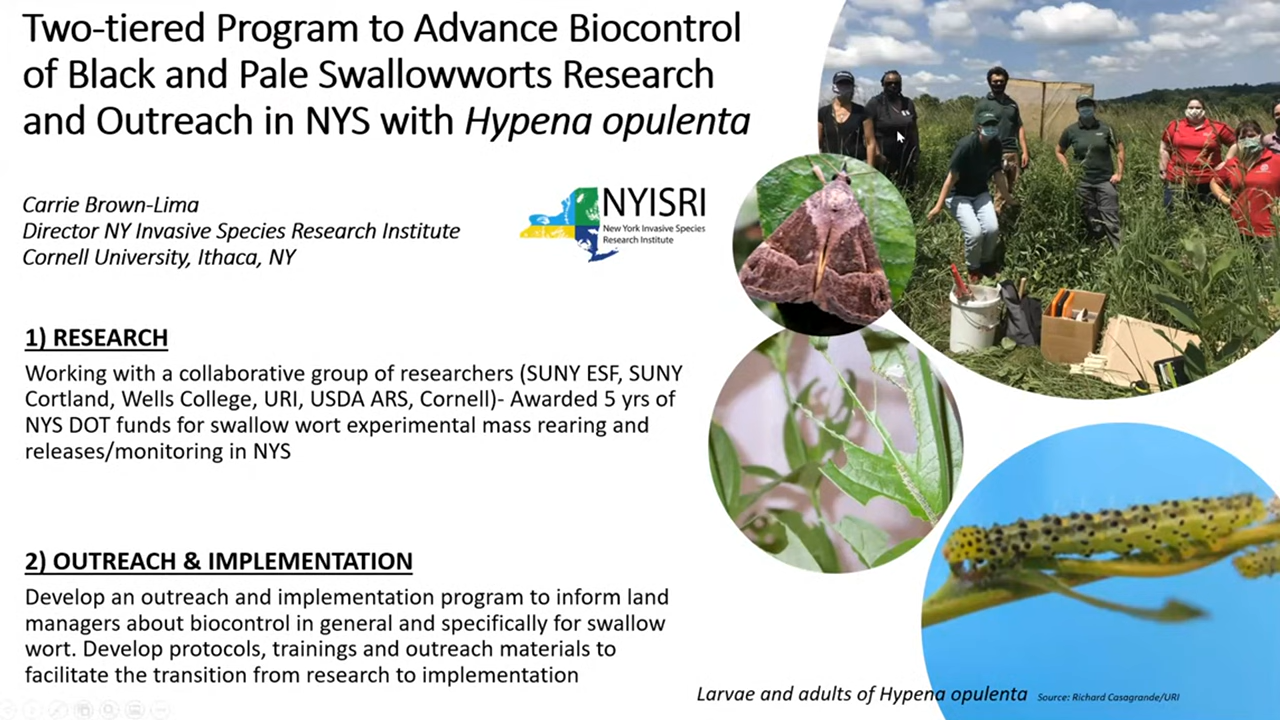 Two-tiered Program to Advance Biocontrol
of Black and Pale Swallowworts Research
and Outreach in NYS with Hypena opulenta
Carrie Brown-Lima
Director NY Invasive Species Research Institute
Cornell University, Ithaca, NY
NYISRI
New York Invasive Species
Research Institute
1) RESEARCH
Working with a collaborative group of researchers (SUNY ESF, SUNY
Cortland, Wells College, URI, USDA ARS, Cornell)- Awarded 5 yrs of
NYS DOT funds for swallow wort experimental mass rearing and
releases/monitoring in NYS
2) OUTREACH & IMPLEMENTATION
Develop an outreach and implementation program to inform land
managers about biocontrol in general and specifically for swallow
wort. Develop protocols, trainings and outreach materials to
facilitate the transition from research to implementation
Larvae and adults of Hypena opulenta Source: Richard Casagrande/URI